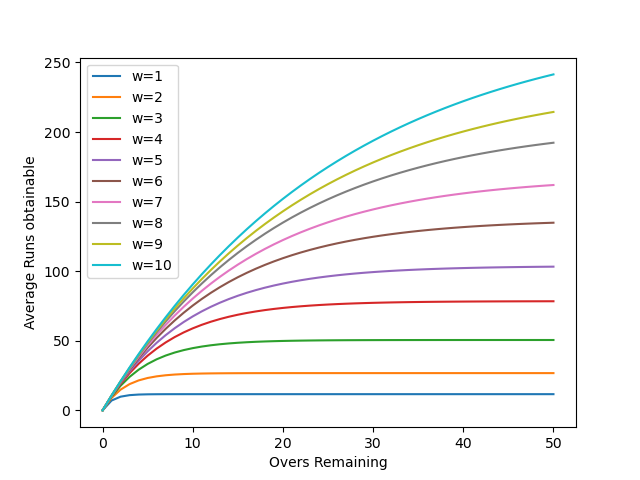 250
200
150
100
50
0
Average Runs obtainable
w=1
w=2
w=3
w=4
w=5
w=6
w=7
w=8
w=9
w=10
0 10 20 30 40 50
Overs Remaining